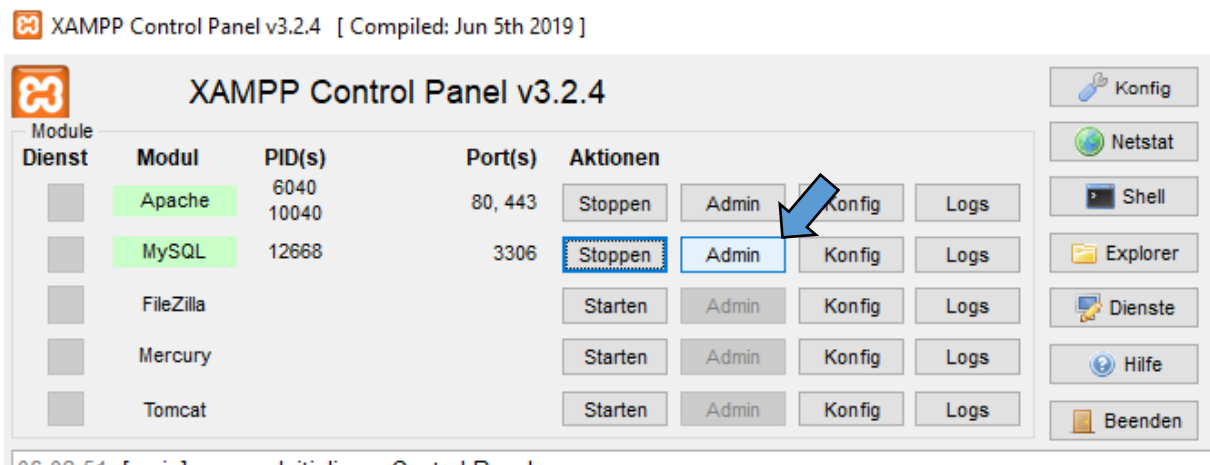 XAMPP Control Panel v3.2.4 [ Compiled: Jun 5th 2019 ]
XAMPP Control Panel v3.2.4
Module
Dienst Modul PID(s) Port(s) Aktionen
Apache 6040 10040 80, 443 Stoppen Admin Konfig Logs
MySQL 12668 3306 Stoppen Admin Konfig Logs
FileZilla Starten Admin Konfig Logs
Mercury Starten Admin Konfig Logs
Tomcat Starten Admin Konfig Logs
Konfig
Netstat
Shell
Explorer
Dienste
Hilfe
Beenden